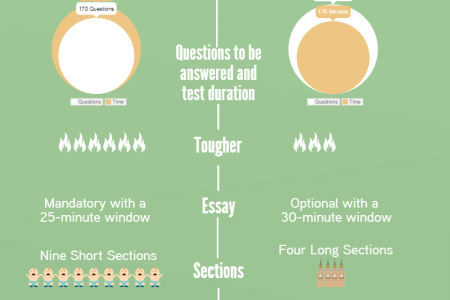 170 Questions
175 Minutes
Questions to be
answered and
test duration
Questions Time
Questions Time
Tougher
Mandatory with a
25-minute window
Essay
Optional with a
30-minute window
Nine Short Sections
Sections
Four Long Sections